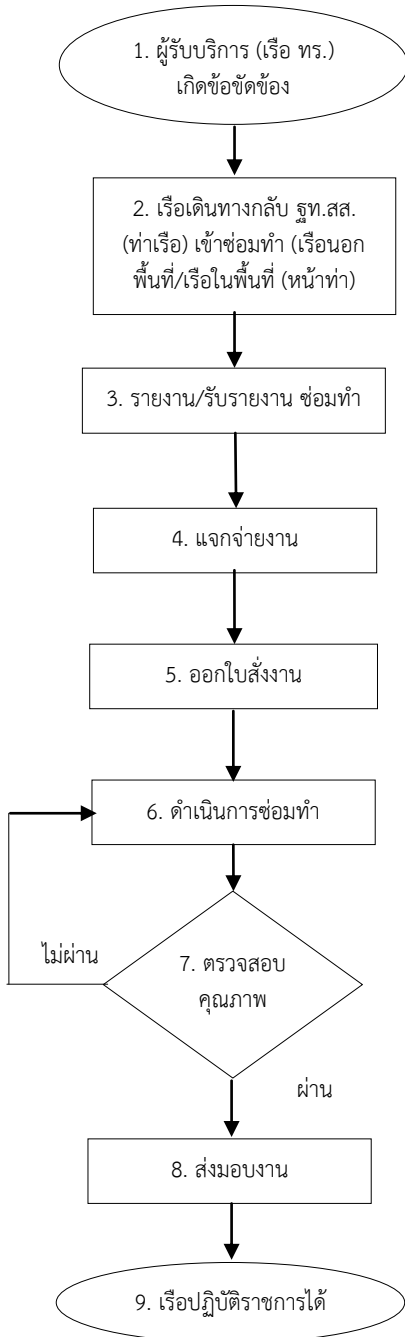 1. ผู้รับบริการ (เรือ ทร.)
เกิดข้อขัดข้อง
2. เรือเดินทางกลับ ฐท.สส.
(ท่าเรือ) เข้าซ่อมทำ (เรือนอก
พื้นที่/เรือในพื้นที่ (หน้าท่า)
3. รายงาน/รับรายงาน ซ่อมทำ
4. แจกจ่ายงาน
5. ออกใบสั่งงาน
6. ดำเนินการซ่อมทำ
ไม่ผ่าน
7. ตรวจสอบ
คุณภาพ
ผ่าน
8. ส่งมอบงาน
9. เรือปฏิบัติราชการได้